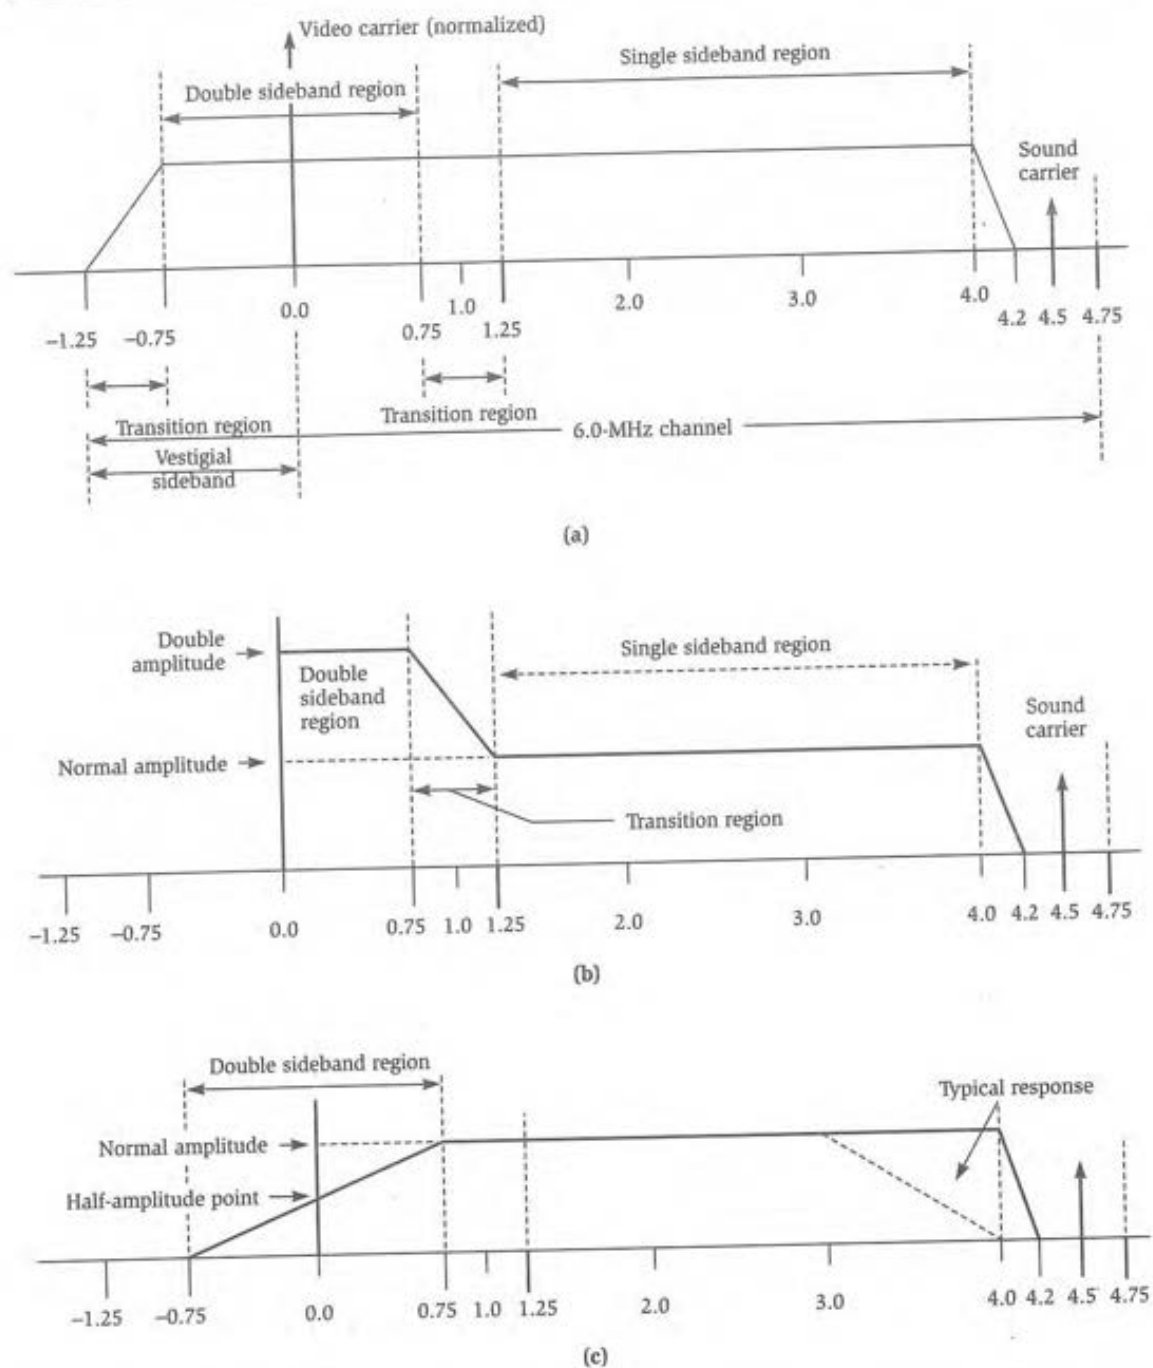 Video carrier (normalized)
Single sideband region
Double sideband region
Sound
carrier
0.0
1.0
2.0
3.0
4.0
−1.25
−0.75
0.75
1.25
4.2
4.5
4.75
Transition region
Transition region
6.0-MHz channel
Vestigial
sideband
(a)
Double
amplitude
Double
sideband
region
Single sideband region
Sound
carrier
Normal amplitude
Transition region
−1.25
−0.75
0.0
0.75
1.0
1.25
2.0
3.0
4.0
4.2
4.5
4.75
(b)
Double sideband region
Typical response
Normal amplitude
Half-amplitude point
−1.25
−0.75
0.0
0.75
1.0
1.25
2.0
3.0
4.0
4.2
4.5
4.75
(c)